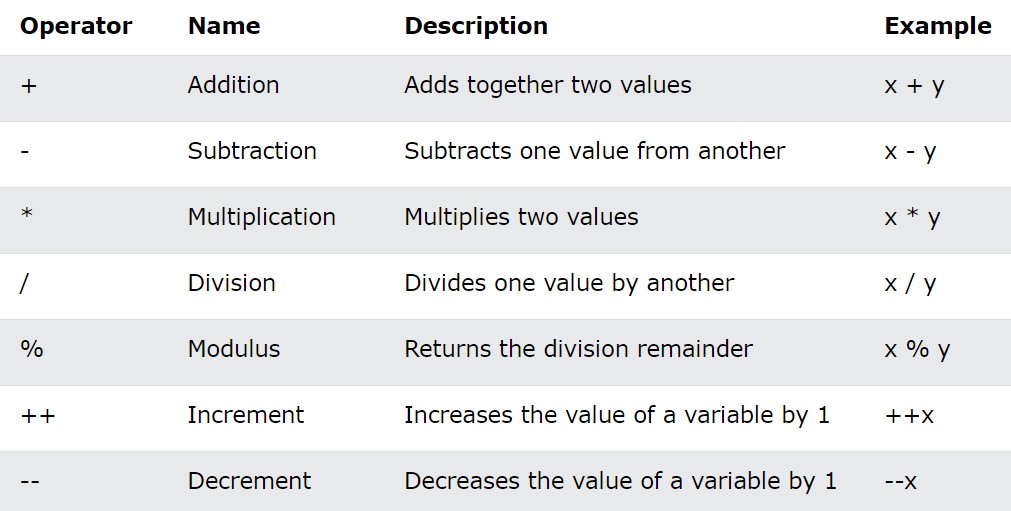 Operator Name Description Example
+ Addition Adds together two values x + y
- Subtraction Subtracts one value from another x - y
* Multiplication Multiplies two values x * y
/ Division Divides one value by another x / y
% Modulus Returns the division remainder x % y
++ Increment Increases the value of a variable by 1 ++x
-- Decrement Decreases the value of a variable by 1 --x